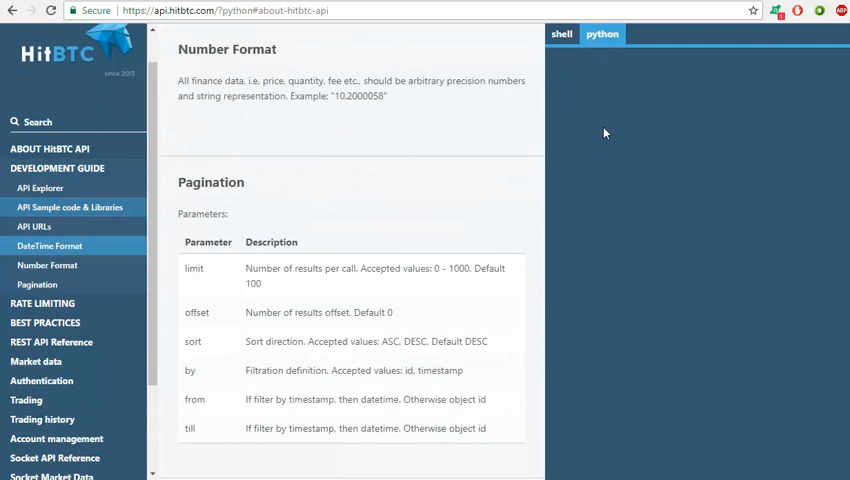 Secure https://api.hitbtc.com/?python#about-hitbtc-api
1
ABP
HitBTC
since 2013
Search
ABOUT HitBTC API
DEVELOPMENT GUIDE
API Explorer
API Sample code & Libraries
API URLs
DateTime Format
Number Format
Pagination
RATE LIMITING
BEST PRACTICES
REST API Reference
Market data
Authentication
Trading
Trading history
Account management
Socket API Reference
Socket Market Data
Number Format
All finance data, i.e. price, quantity, fee etc., should be arbitrary precision numbers
and string representation. Example: "10.2000058"
Pagination
Parameters:
Parameter Description
limit Number of results per call. Accepted values: 0 - 1000. Default
100
offset Number of results offset. Default 0
sort Sort direction. Accepted values: ASC, DESC. Default DESC
by Filtration definition. Accepted values: id, timestamp
from If filter by timestamp, then datetime. Otherwise object id
till If filter by timestamp, then datetime. Otherwise object id
shell python